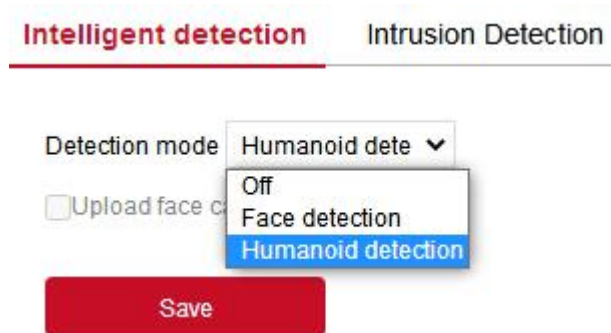 Intelligent detection Intrusion Detection
Detection mode Humanoid dete
Off
Upload face c
Face detection
Humanoid detection
Save